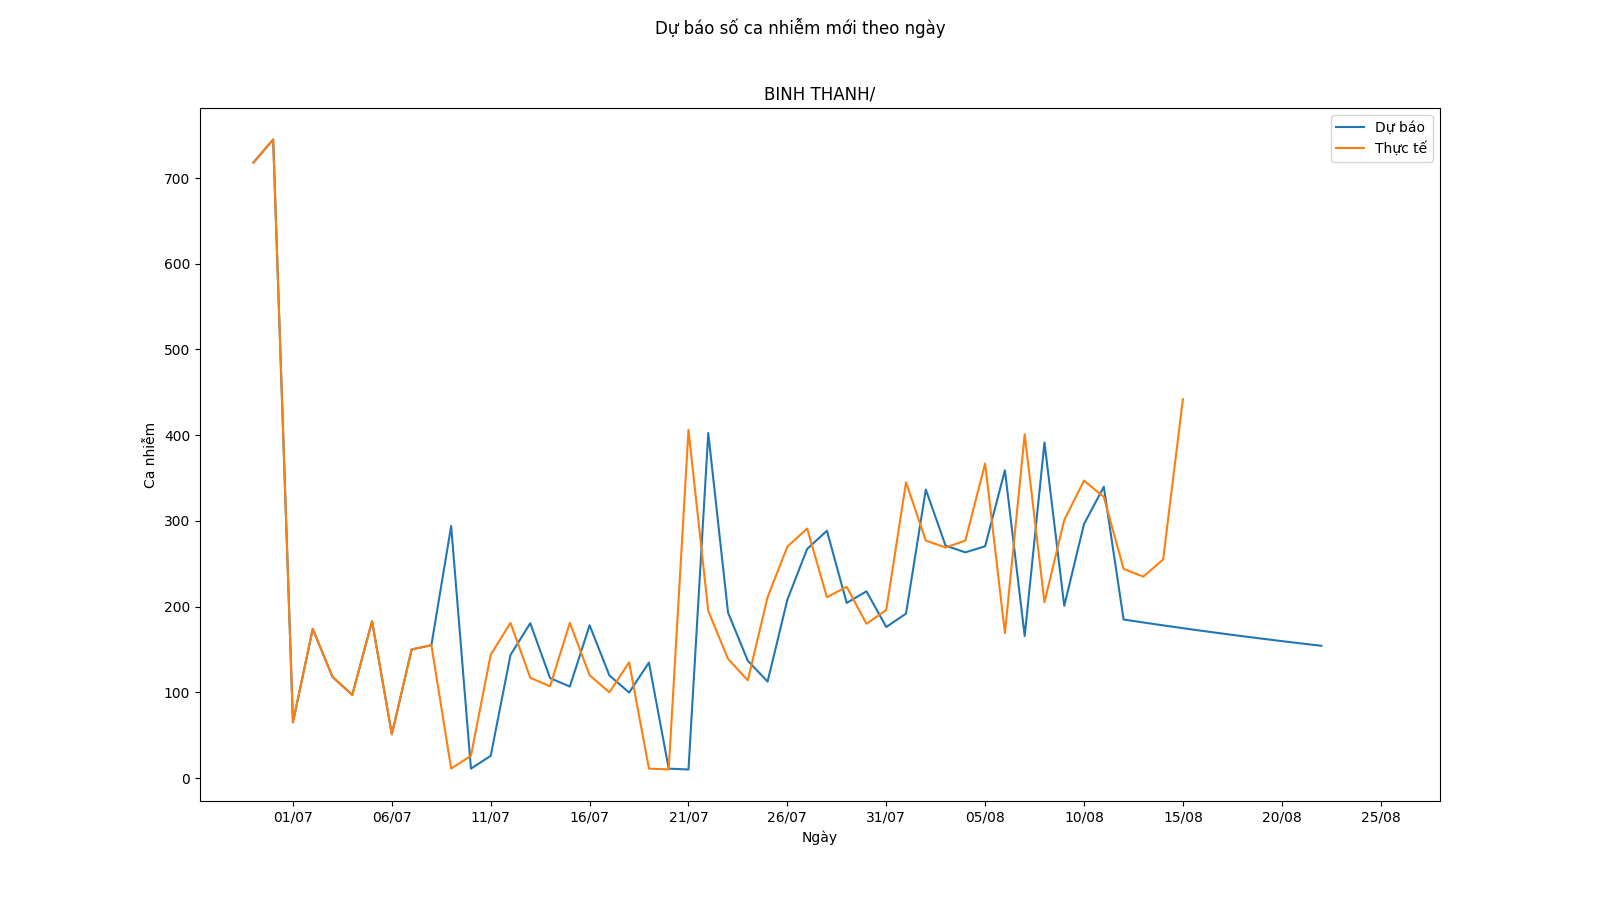 Dự báo số ca nhiễm mới theo ngày
BINH THANH/
Dự báo
Thực tế
700
600
500
400
300
200
100
0
Ca nhiễm
01/07 06/07 11/07 16/07 21/07 26/07 31/07 05/08 10/08 15/08 20/08 25/08
Ngày